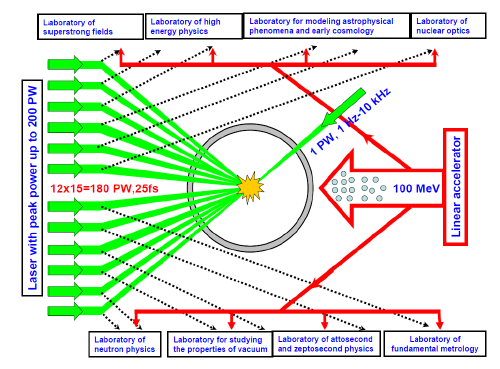 Laboratory of
superstrong fields
Laboratory of high
energy physics
Laboratory for modeling astrophysical
phenomena and early cosmology
Laboratory of
nuclear optics
Laser with peak power up to 200 PW
1 PW, 1 Hz-10 kHz
12x15=180 PW,25fs
100 MeV
Linear accelerator
Laboratory of
neutron physics
Laboratory for studying
the properties of vacuum
Laboratory of attosecond
and zeptosecond physics
Laboratory of
fundamental metrology